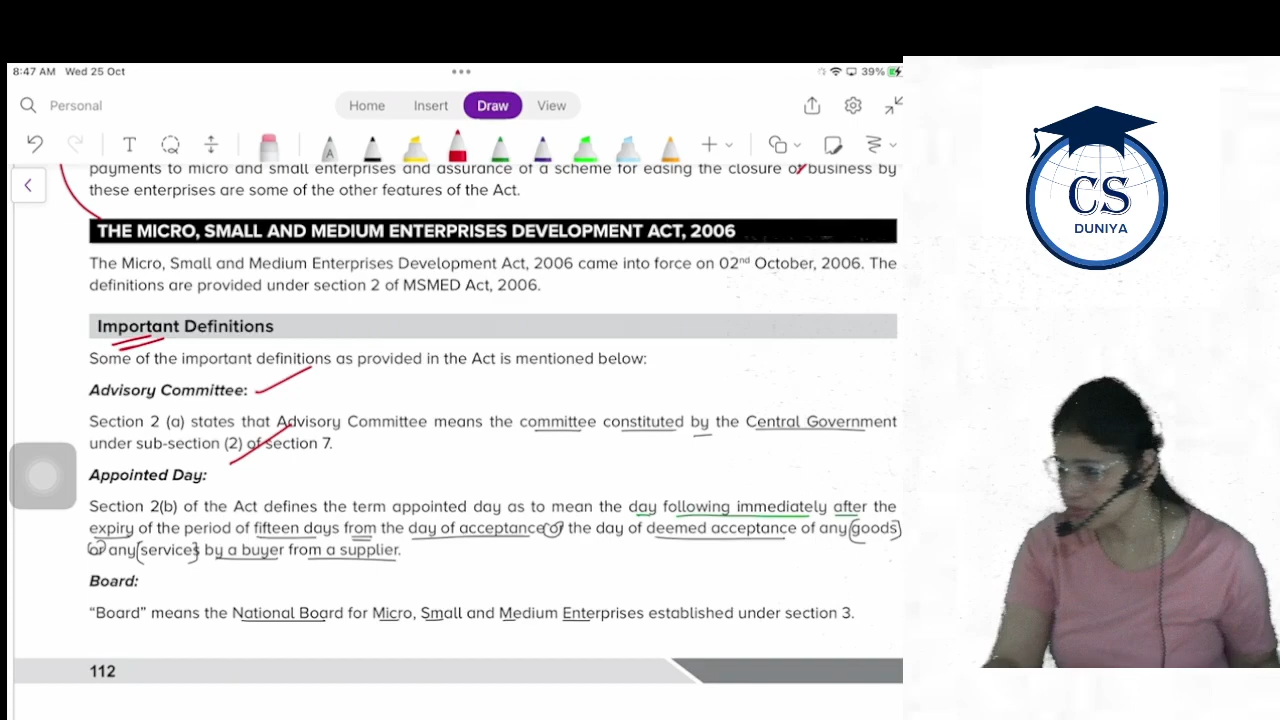 8:47 AM Wed 25 Oct
39%
Personal
Home Insert Draw View
T
A
payments to micro and small enterprises and assurance of a scheme for easing the closure of business by
these enterprises are some of the other features of the Act.
THE MICRO, SMALL AND MEDIUM ENTERPRISES DEVELOPMENT ACT, 2006
The Micro, Small and Medium Enterprises Development Act, 2006 came into force on 02nd October, 2006. The
definitions are provided under section 2 of MSMED Act, 2006.
Important Definitions
Some of the important definitions as provided in the Act is mentioned below:
Advisory Committee:
Section 2 (a) states that Advisory Committee means the committee constituted by the Central Government
under sub-section (2) of section 7.
Appointed Day:
Section 2(b) of the Act defines the term appointed day as to mean the day following immediately after the
expiry of the period of fifteen days from the day of acceptance or the day of deemed acceptance of any goods
or any services by a buyer from a supplier.
Board:
“Board” means the National Board for Micro, Small and Medium Enterprises established under section 3.
112
CS
DUNIYA